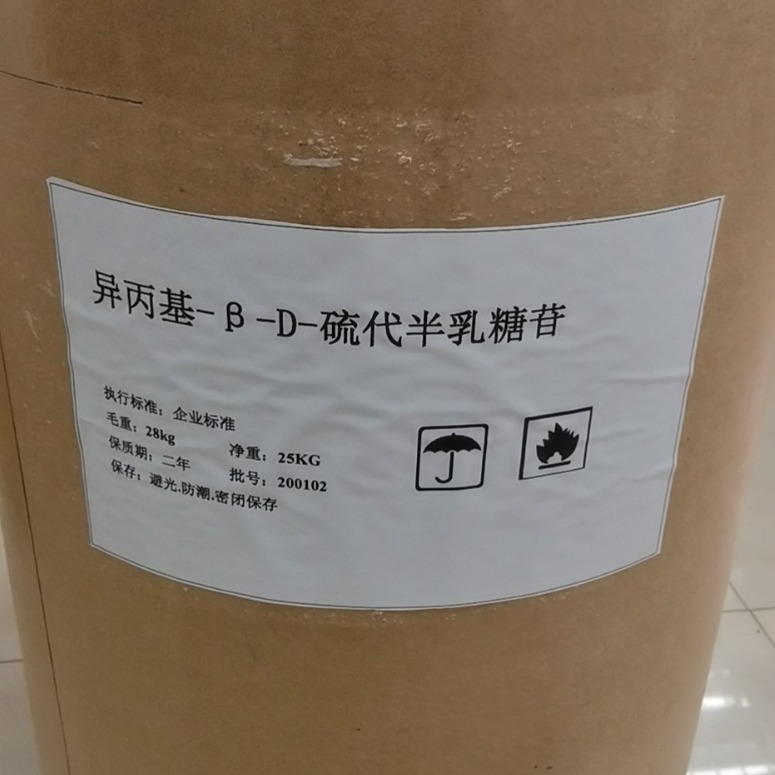 异丙基-β-D-硫代半乳糖苷
执行标准：企业标准
毛重：28kg 净重：25KG
保质期：二年 批号：200102
保存：避光.防潮.密闭保存